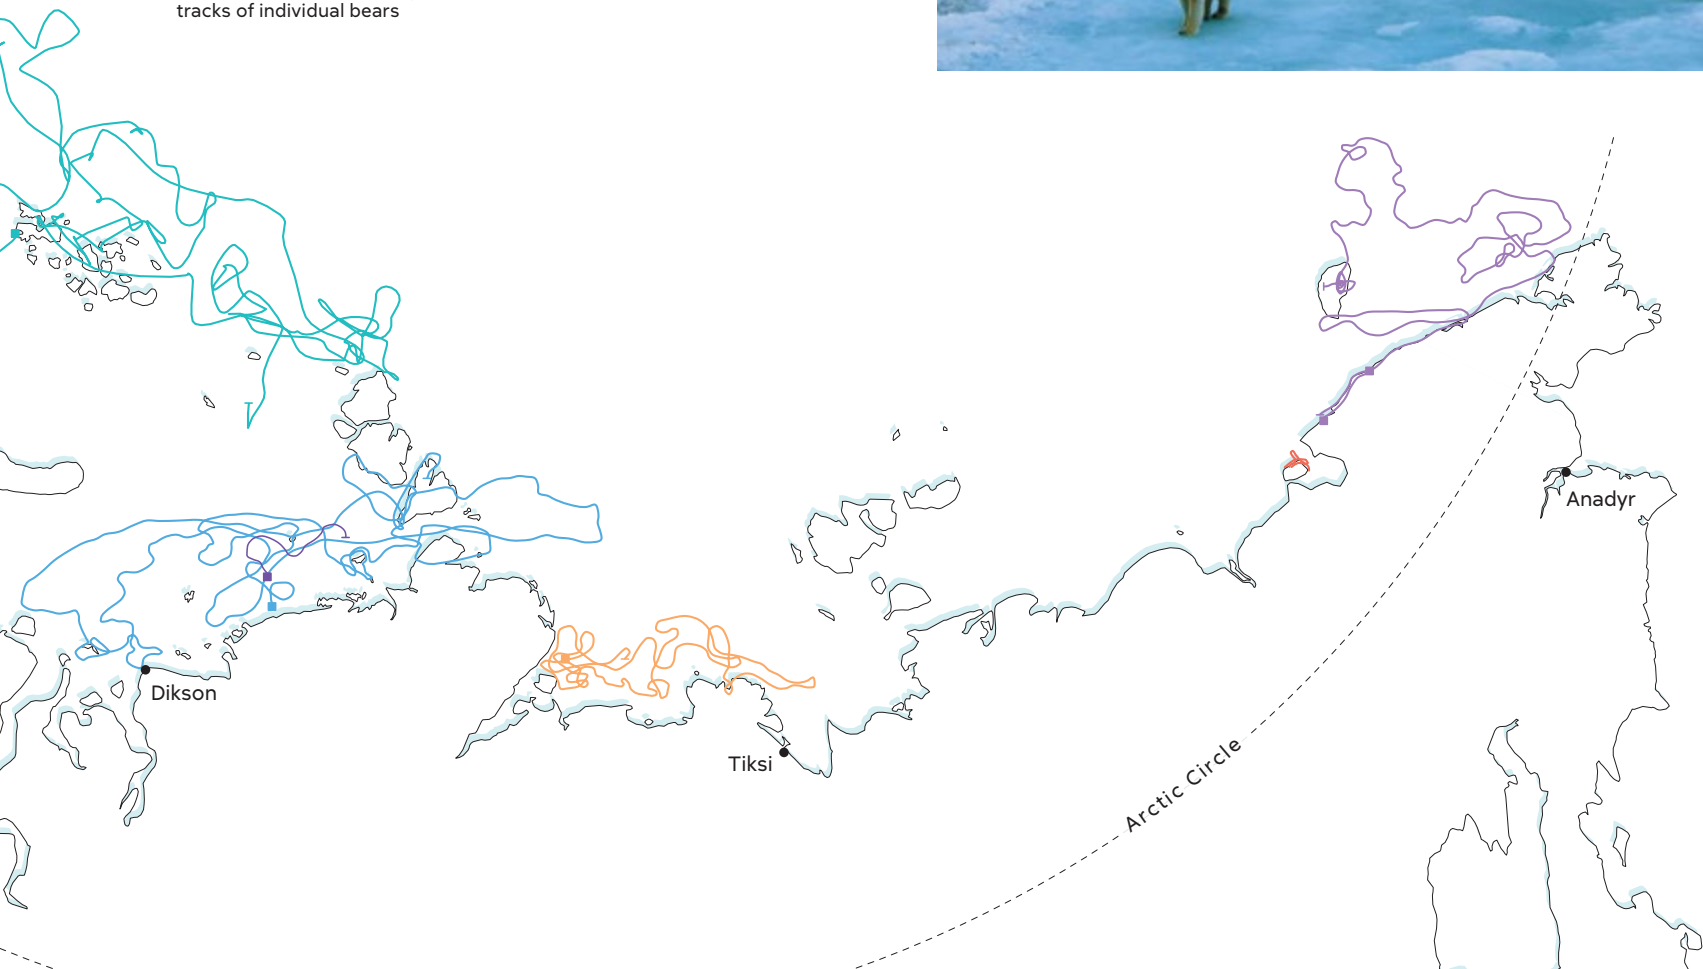 tracks of individual bears
Anadyr
Dikson
Tiksi
Arctic Circle